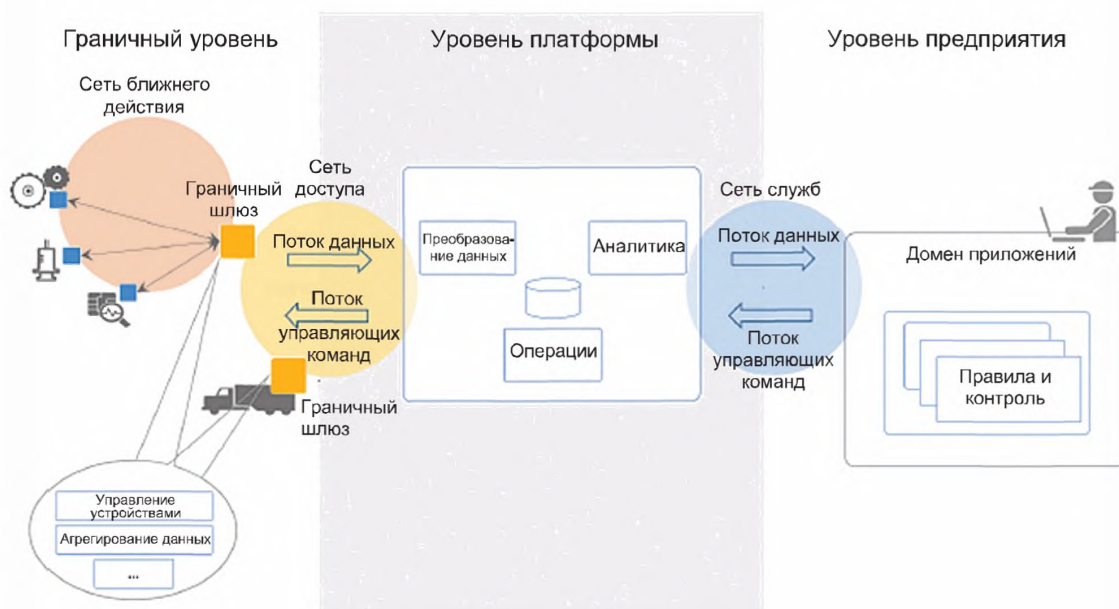 Граничный уровень
Уровень платформы
Уровень предприятия
Сеть ближнего
действия
Граничный
шлюз
Сеть
доступа
Поток данных
Поток
управляющих
команд
Граничный
шлюз
Управление
устройствами
Агрегирование данных
...
Преобразова-
ние данных
Аналитика
Операции
Сеть служб
Поток данных
Поток
управляющих
команд
Домен приложений
Правила и
контроль